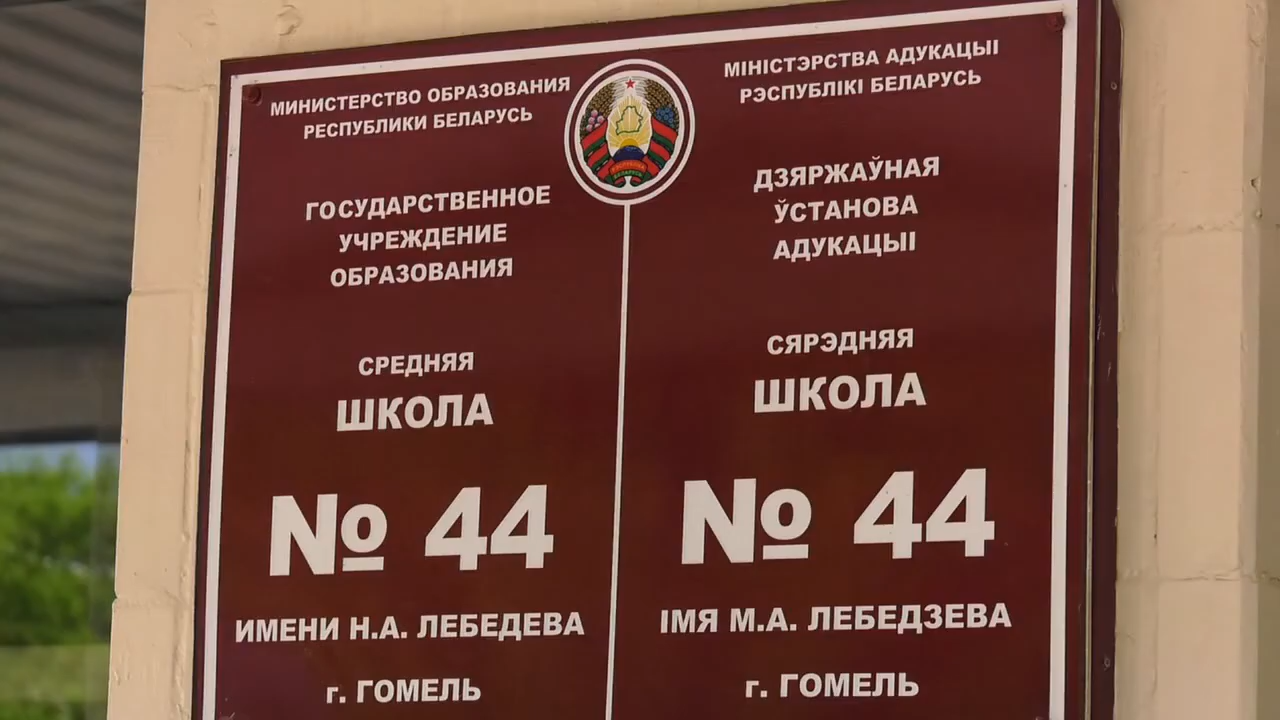 МИНИСТЕРСТВО ОБРАЗОВАНИЯ
РЕСПУБЛИКИ БЕЛАРУСЬ
ГОСУДАРСТВЕННОЕ
УЧРЕЖДЕНИЕ
ОБРАЗОВАНИЯ
СРЕДНЯЯ
ШКОЛА
№ 44
ИМЕНИ Н.А. ЛЕБЕДЕВА
г. ГОМЕЛЬ
МІНІСТЭРСТВА АДУКАЦЫІ
РЭСПУБЛІКІ БЕЛАРУСЬ
ДЗЯРЖАЎНАЯ
ЎСТАНОВА
АДУКАЦЫІ
СЯРЭДНЯЯ
ШКОЛА
№ 44
ІМЯ М.А. ЛЕБЕДЗЕВА
г. ГОМЕЛЬ